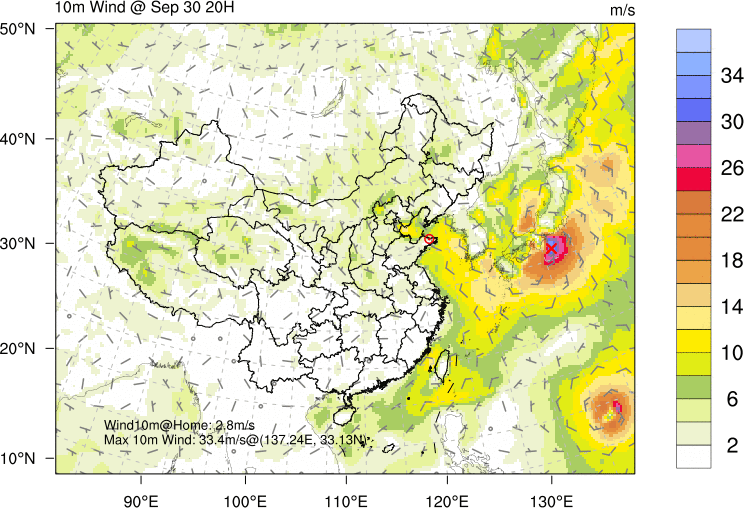 10m Wind @ Sep 30 20H
m/s
50°N
40°N
30°N
20°N
10°N
90°E
100°E
110°E
120°E
130°E
34
30
26
22
18
14
10
6
2
Wind10m@Home: 2.8m/s
Max 10m Wind: 33.4m/s@(137.24E, 33.13N)